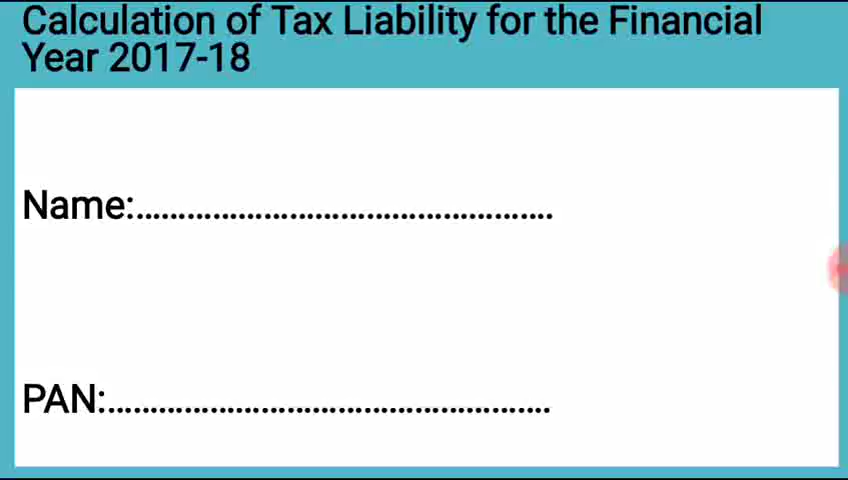 Calculation of Tax Liability for the Financial
Year 2017-18
Name:.................................................
PAN:....................................................